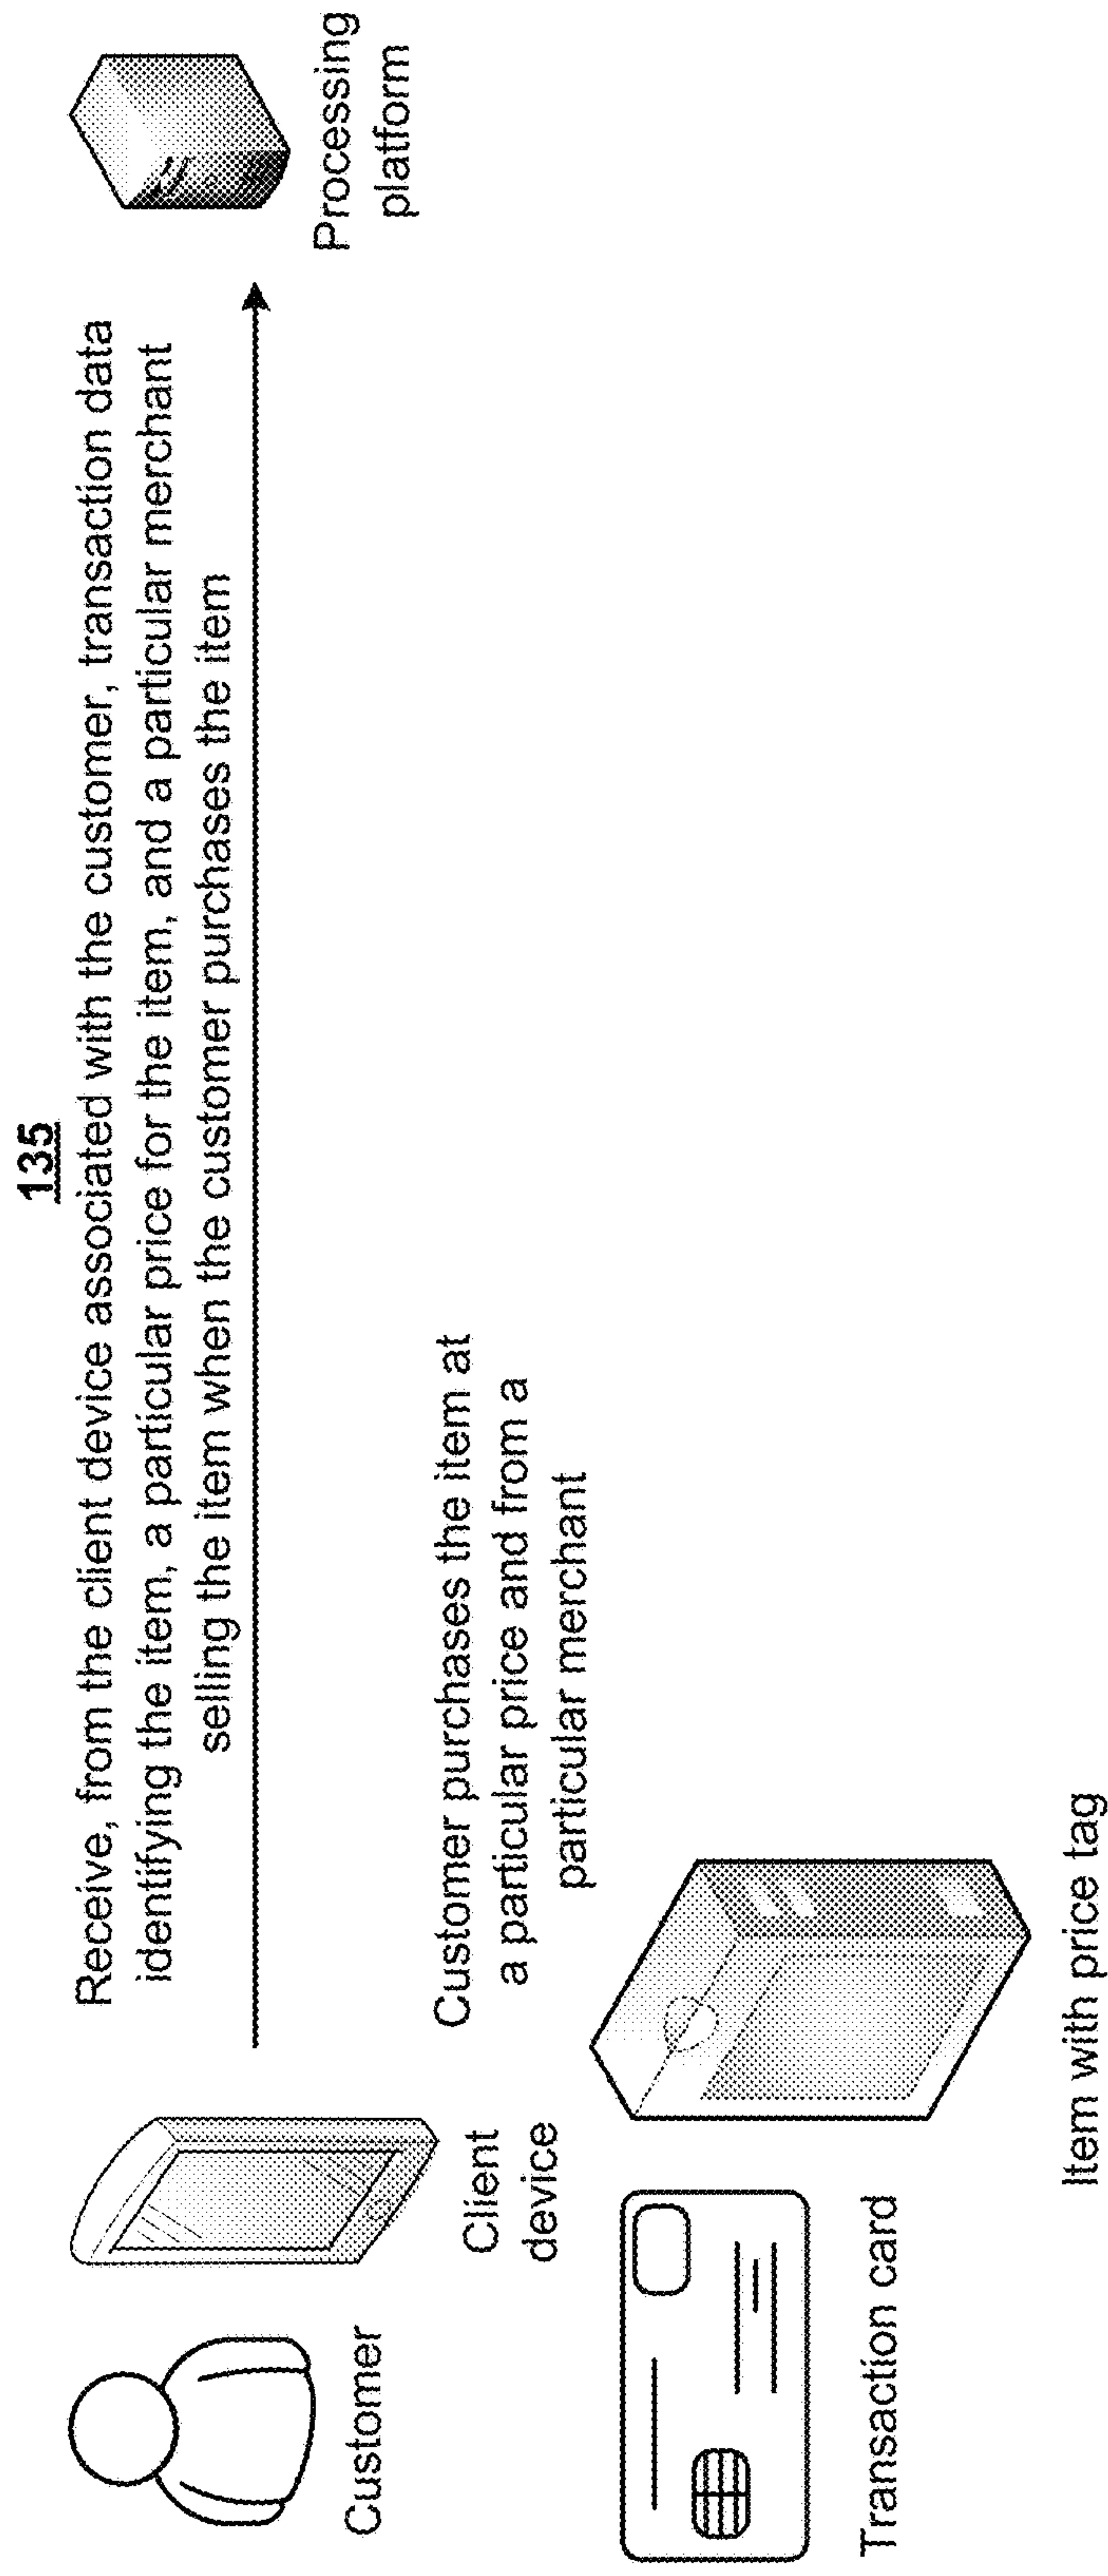 135
Receive, from the client device associated with the customer, transaction data
identifying the item, a particular price for the item, and a particular merchant
selling the item when the customer purchases the item
Processing
platform
Customer
Client
device
Customer purchases the item at
a particular price and from a
particular merchant
Transaction card
Item with price tag